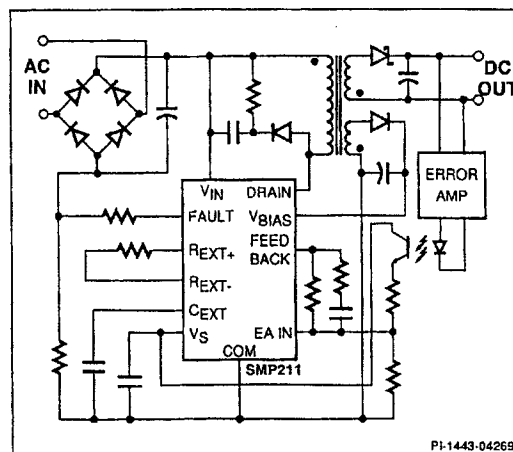 AC
IN
DC
OUT
VIN
DRAIN
FAULT
VBIAS
REXT+
FEED
BACK
REXT-
CEXT
VS
EA IN
COM
SMP211
ERROR
AMP
PI-1443-04269